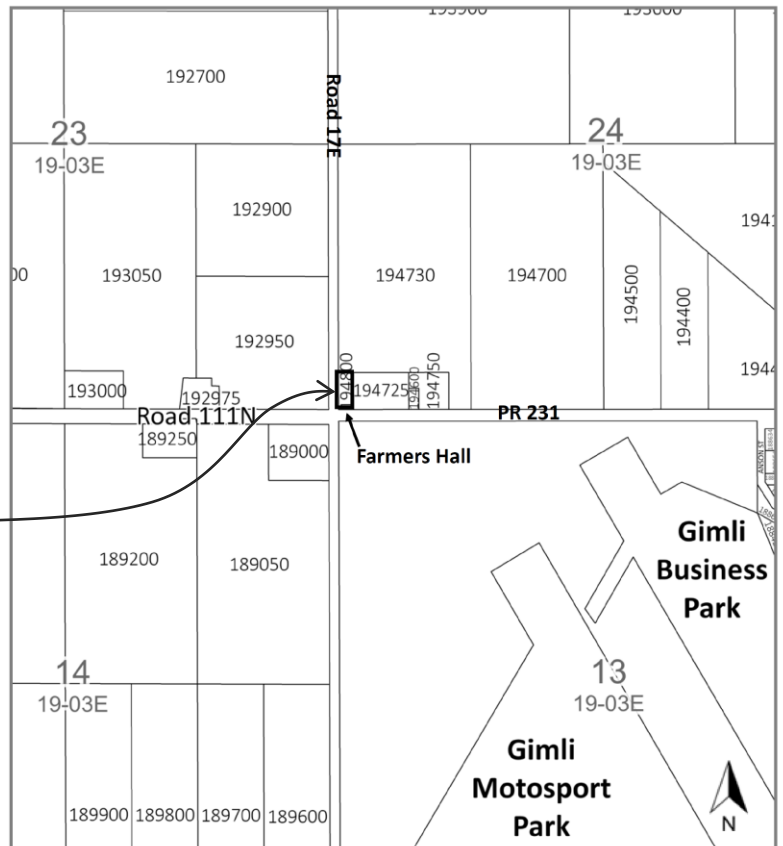 192700
Road 17E
23
19-03E
24
19-03E
192900
193050
194730
194700
194500
194400
192950
193000
192975
194800
194725
194600
194750
Road 111N
PR 231
189250
189000
Farmers Hall
189200
189050
Gimli
Business
Park
14
19-03E
13
19-03E
Gimli
Motosport
Park
189900
189800
189700
189600
N